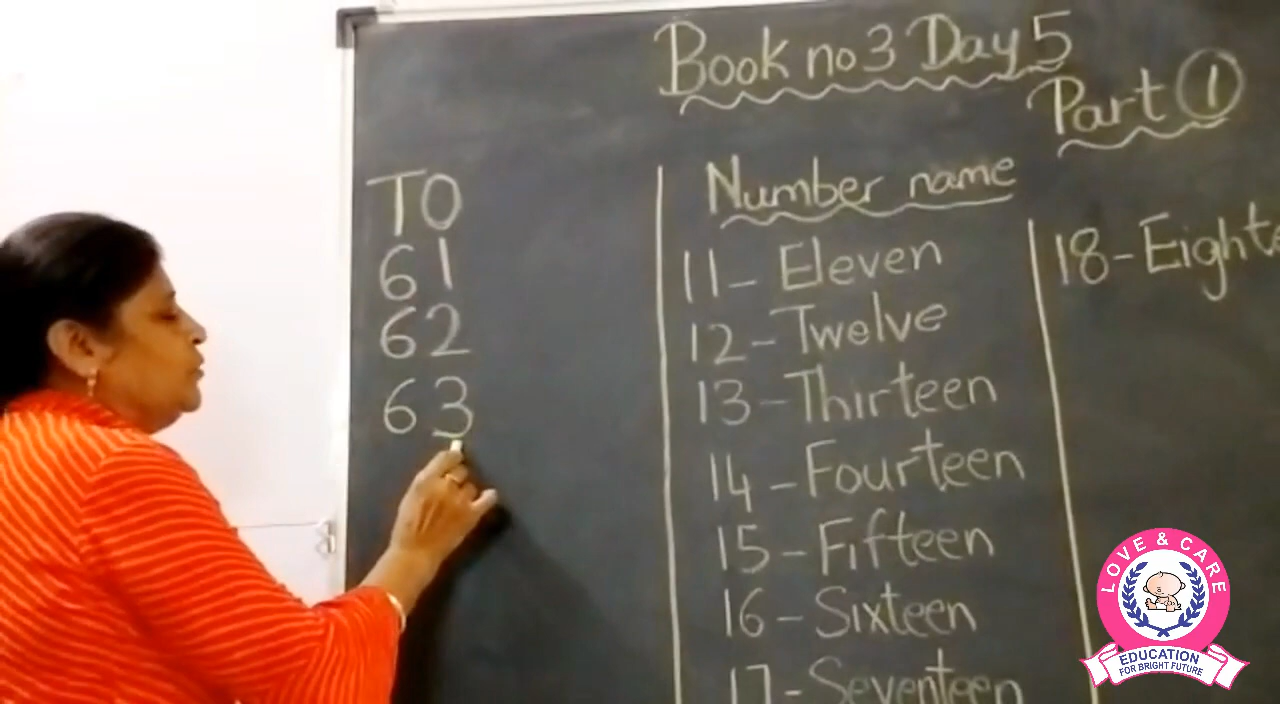 Book no 3 Day 5
Part 1
TO
61
62
63
Number name
11- Eleven
12- Twelve
13- Thirteen
14- Fourteen
15- Fifteen
16- Sixteen
17- Seventeen
18- Eighte
LOVE & CARE
EDUCATION
FOR BRIGHT FUTURE